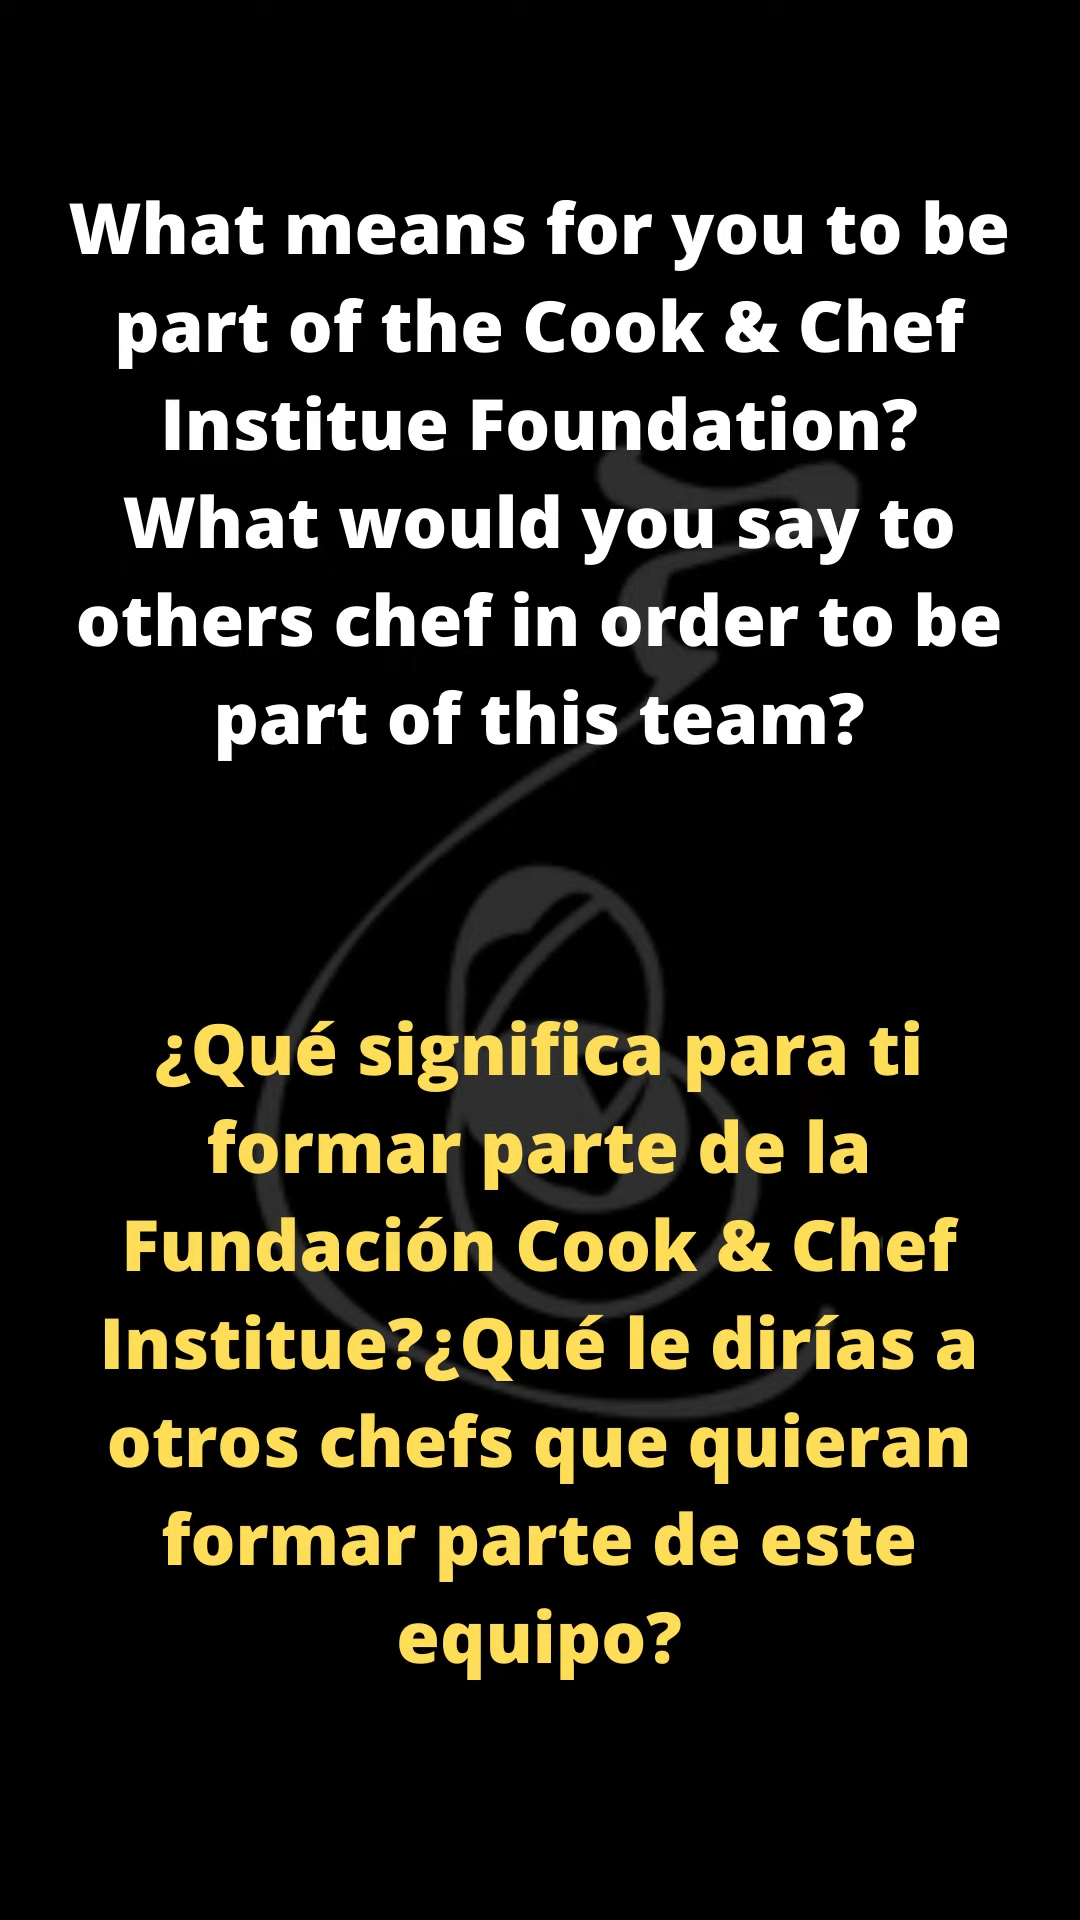 What means for you to be
part of the Cook & Chef
Institue Foundation?
What would you say to
others chef in order to be
part of this team?
¿Qué significa para ti
formar parte de la
Fundación Cook & Chef
Institue?¿Qué le dirías a
otros chefs que quieran
formar parte de este
equipo?